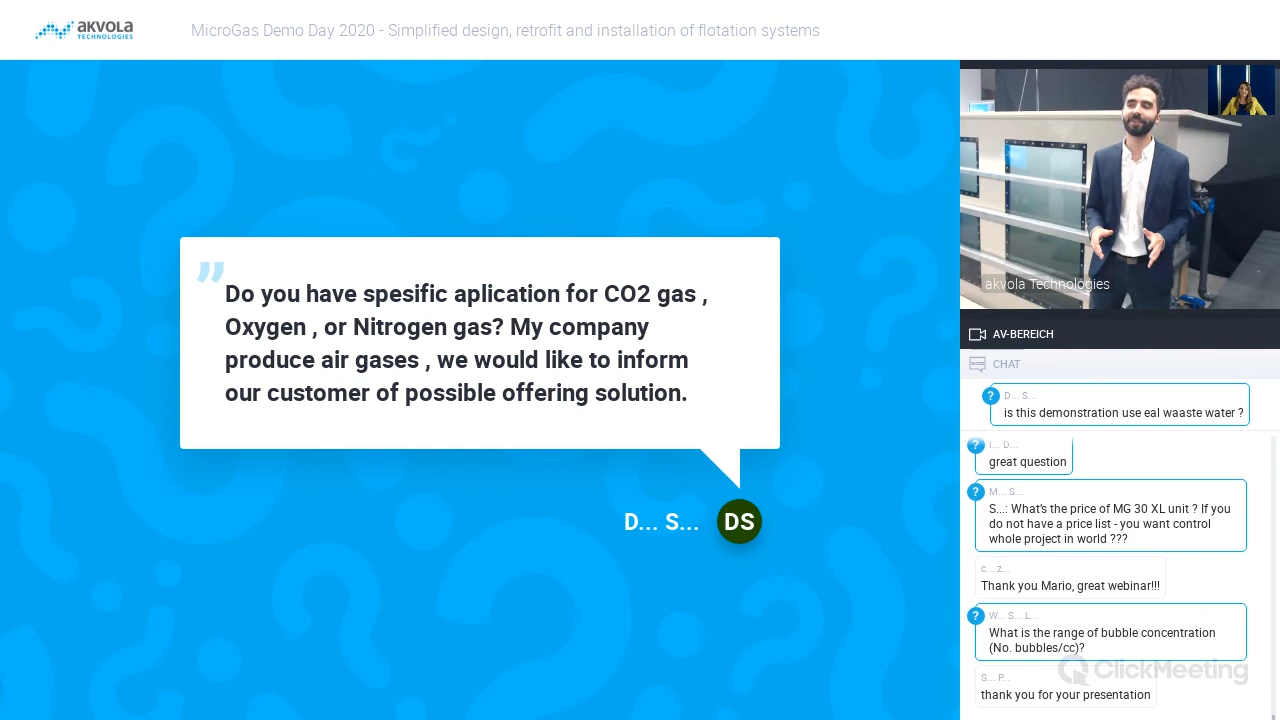 akvola
TECHNOLOGIES
MicroGas Demo Day 2020 - Simplified design, retrofit and installation of flotation systems
”
Do you have spesific aplication for CO2 gas ,
Oxygen , or Nitrogen gas? My company
produce air gases , we would like to inform
our customer of possible offering solution.
D... S...
DS
akvola Technologies
AV-BEREICH
CHAT
?
D... S...
is this demonstration use eal waaste water ?
?
I... D...
great question
?
M... S...
S...: What's the price of MG 30 XL unit ? If you
do not have a price list - you want control
whole project in world ???
c... z...
Thank you Mario, great webinar!!!
?
W... S... L...
What is the range of bubble concentration
(No. bubbles/cc)?
ClickMeeting
S... P...
thank you for your presentation